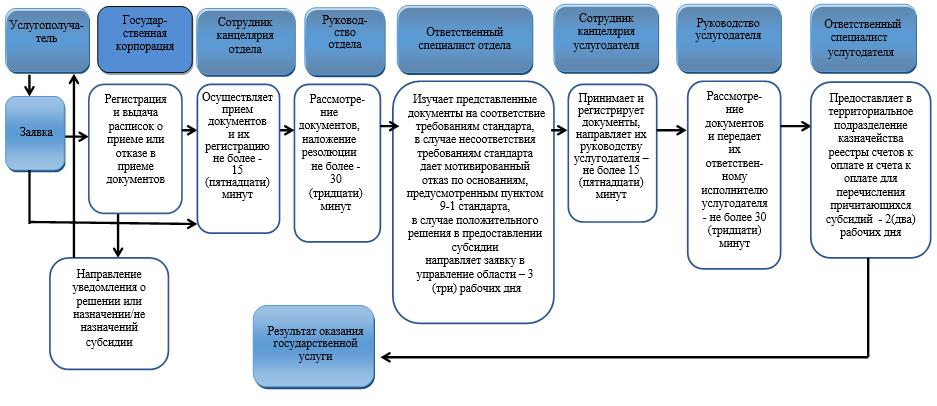 Услугополуча-
тель
Государ-
ственная
корпорация
Сотрудник
канцелярия
отдела
Руковод-
ство
отдела
Ответственный
специалист отдела
Сотрудник
канцелярия
услугодателя
Руководство
услугодателя
Ответственный
специалист
услугодателя
Заявка
Регистрация
и выдача
расписок о
приеме или
отказе в
приеме
документов
Осуществляет
прием
документов
и их
регистрацию
не более -
15
(пятнадцати)
минут
Рассмотре-
ние
документов,
наложение
резолюции
не более -
30
(тридцати)
минут
Изучает представленные
документы на соответствие
требованиям стандарта,
в случае несоответствия
требованиям стандарта
дает мотивированный
отказ по основаниям,
предусмотренным пунктом
9-1 стандарта,
в случае положительного
решения в предоставлении
субсидии
направляет заявку в
управление области – 3
(три) рабочих дня
Принимает и
регистрирует
документы,
направляет их
руководству
услугодателя –
не более 15
(пятнадцати)
минут
Рассмотре-
ние
документов
и передает
их
ответствен-
ному
исполнителю
услугодателя
- не более 30
(тридцати)
минут
Предоставляет в
территориальное
подразделение
казначейства
реестры счетов к
оплате и счета к
оплате для
перечисления
причитающихся
субсидий - 2(два)
рабочих дня
Направление
уведомления о
решении или
назначении/не
назначений
субсидии
Результат оказания
государственной
услуги